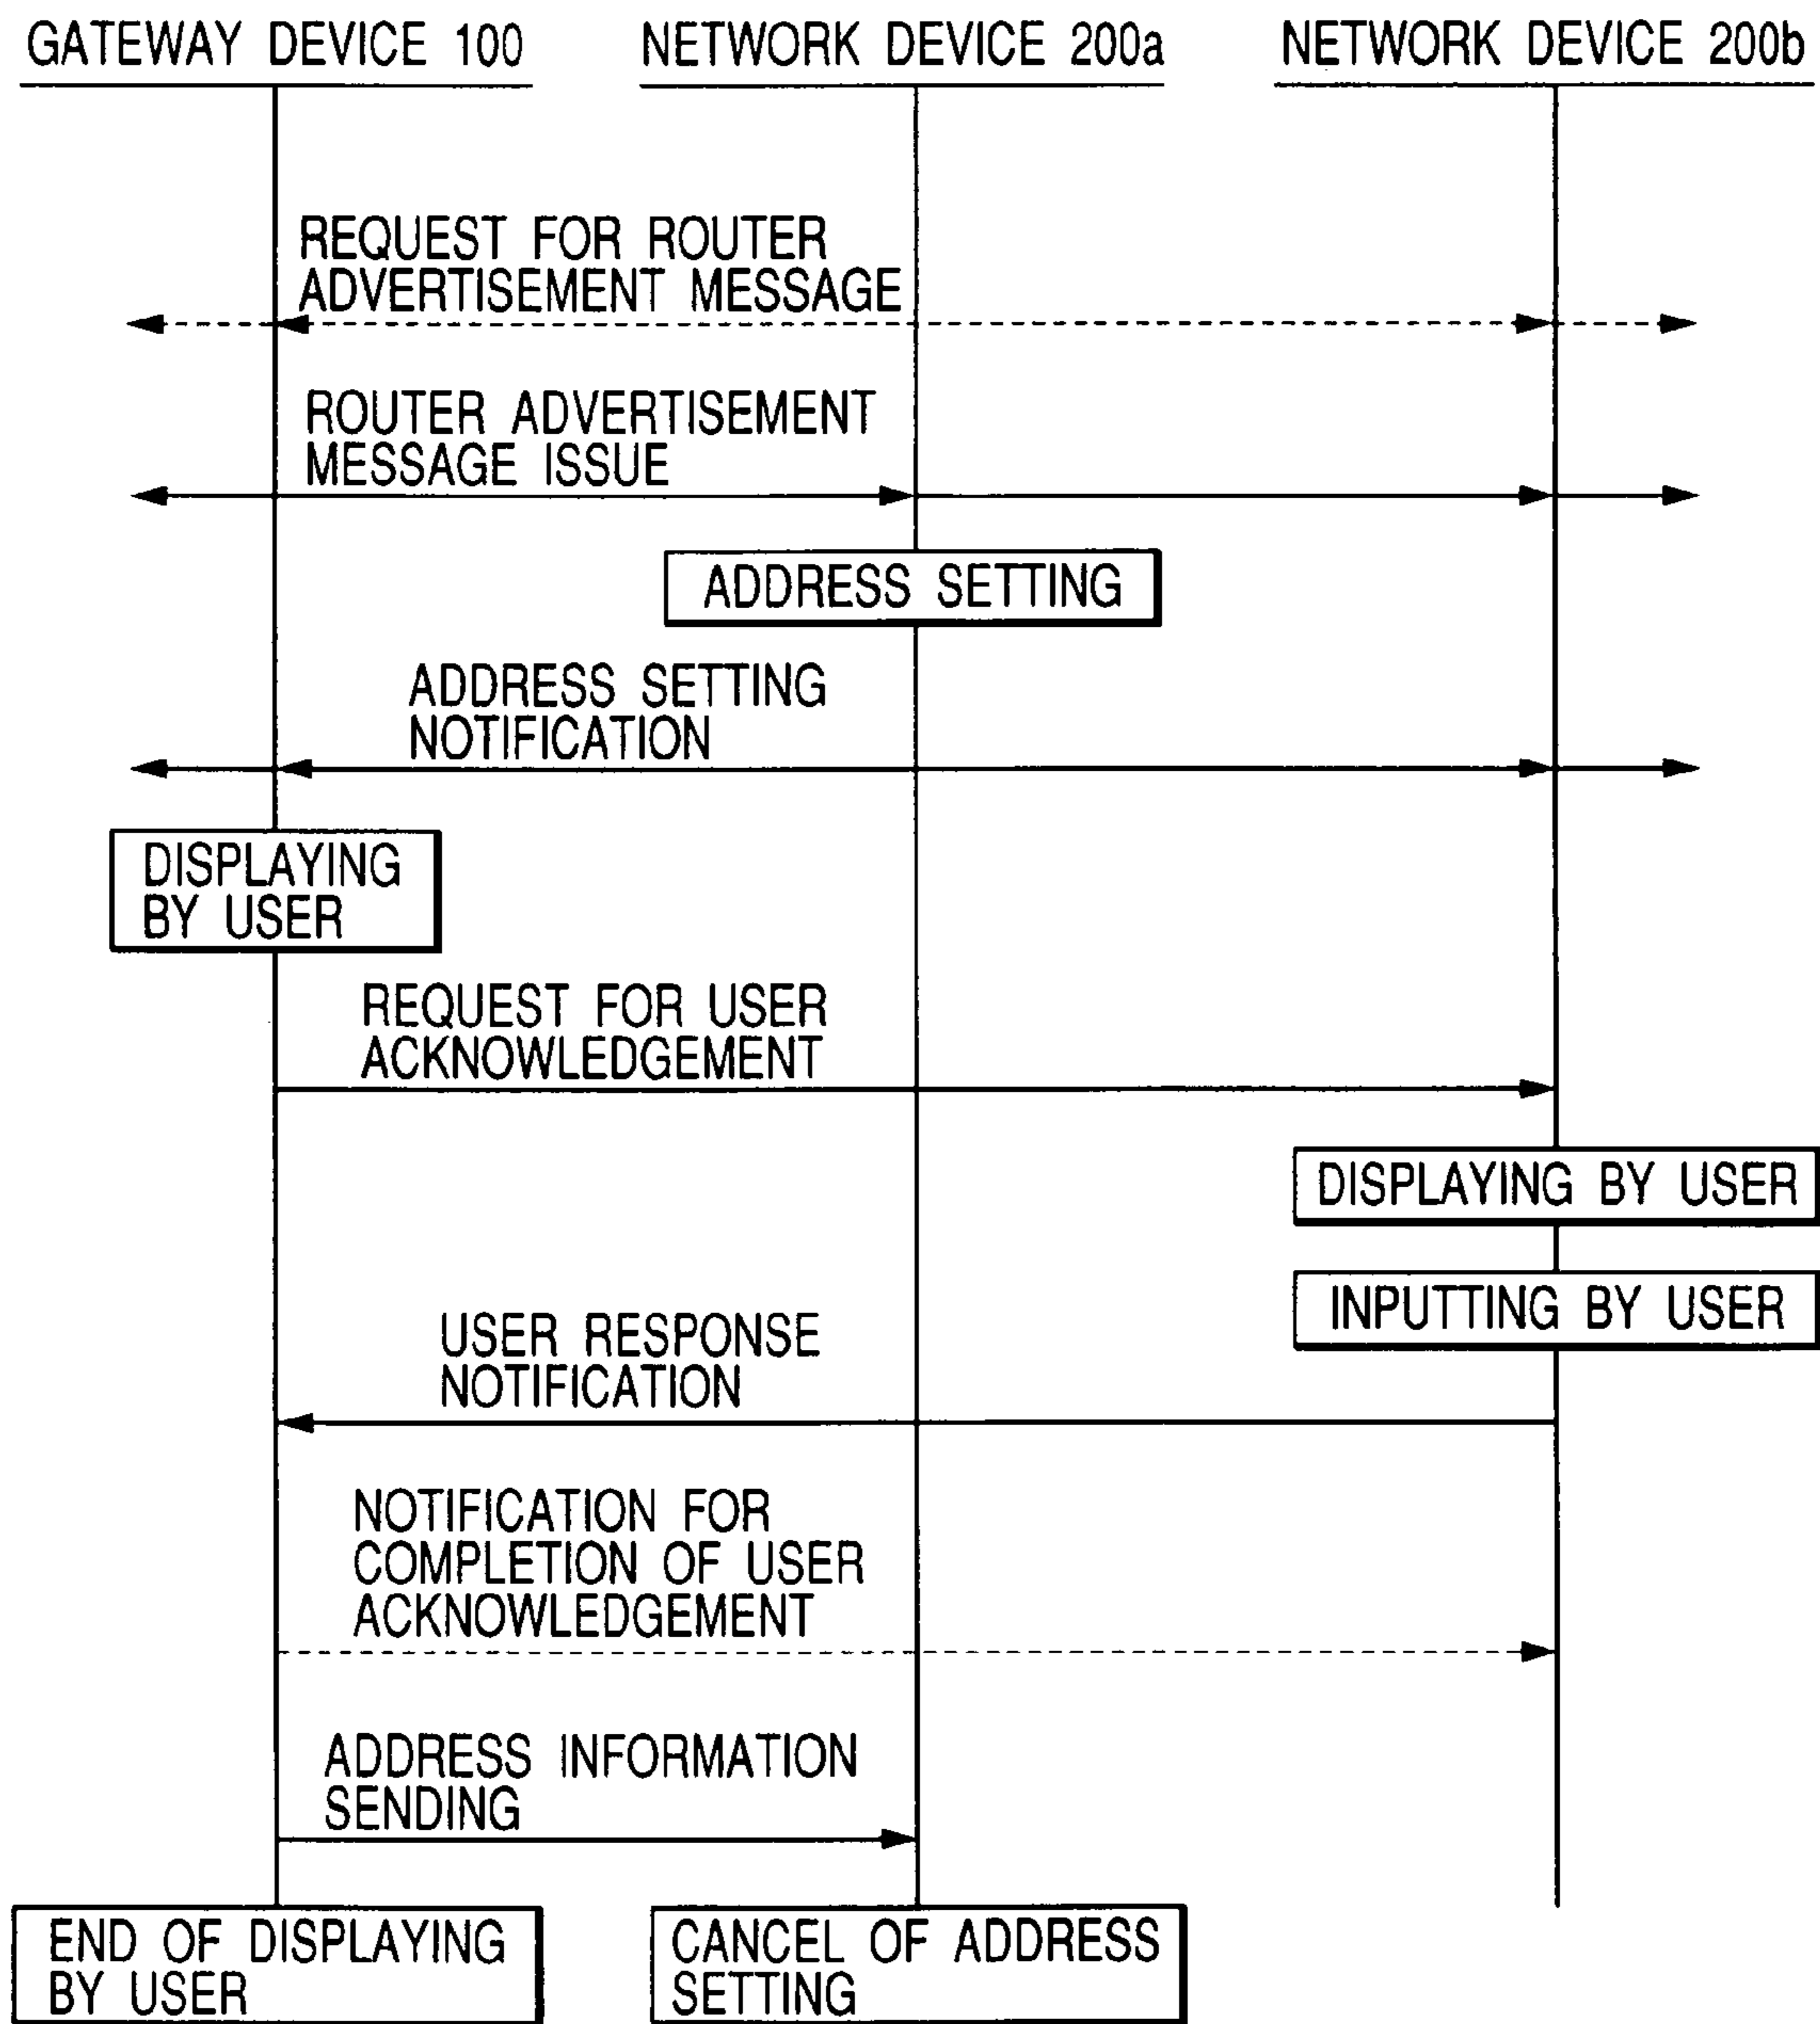 GATEWAY DEVICE 100
NETWORK DEVICE 200a
NETWORK DEVICE 200b
REQUEST FOR ROUTER
ADVERTISEMENT MESSAGE
ROUTER ADVERTISEMENT
MESSAGE ISSUE
ADDRESS SETTING
ADDRESS SETTING
NOTIFICATION
DISPLAYING
BY USER
REQUEST FOR USER
ACKNOWLEDGEMENT
DISPLAYING BY USER
INPUTTING BY USER
USER RESPONSE
NOTIFICATION
NOTIFICATION FOR
COMPLETION OF USER
ACKNOWLEDGEMENT
ADDRESS INFORMATION
SENDING
END OF DISPLAYING
BY USER
CANCEL OF ADDRESS
SETTING